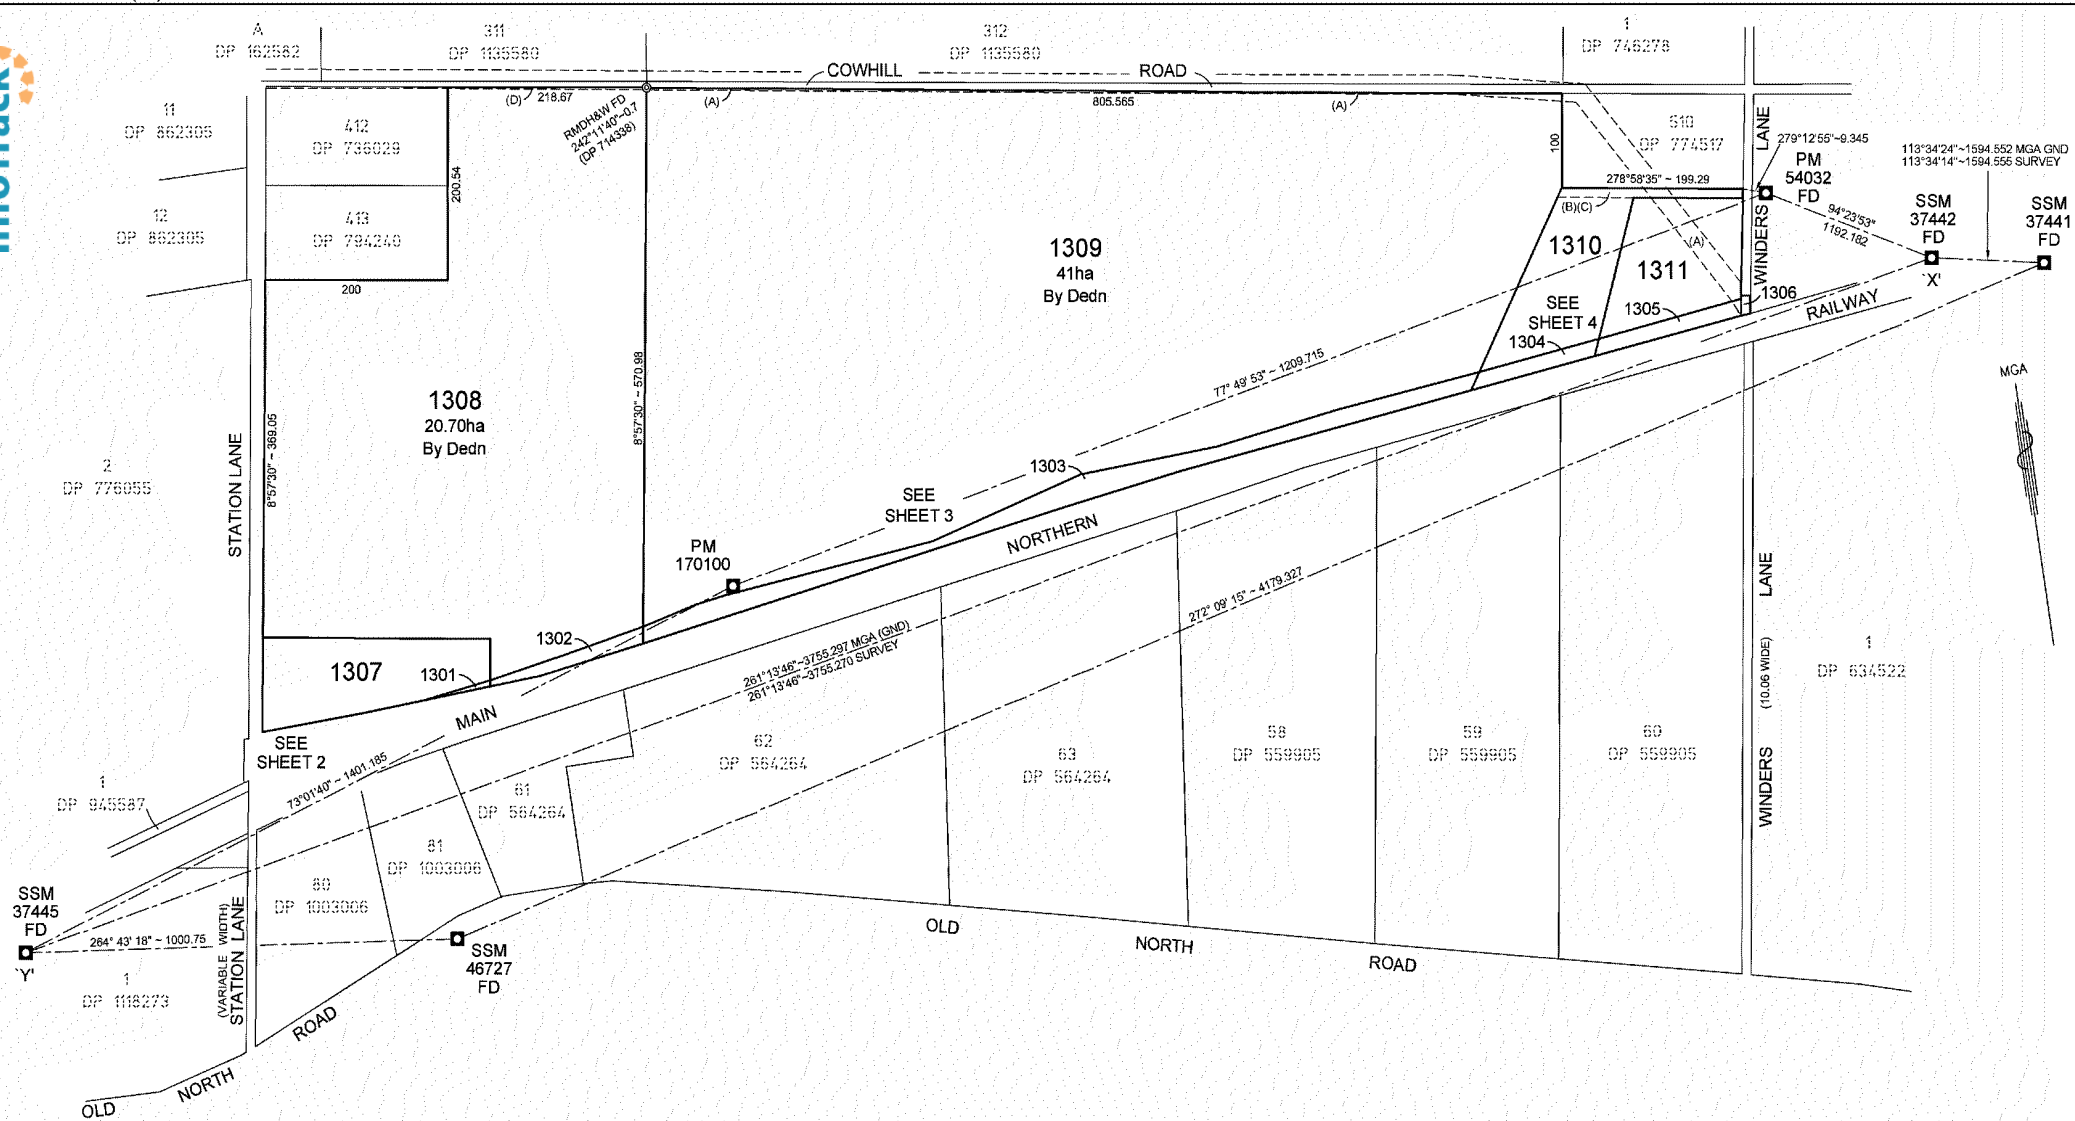 A
DP 162582
311
DP 1135580
312
DP 1135580
1
DP 746278
COWHILL ROAD
(D) 218.67
(A)
805.565
(A)
11
DP 862305
412
DP 736029
RMDH&W FD
242°11'40"~0.7
(DP 714338)
100
510
DP 774517
LANE
279°12'55"~9.345
PM
54032
FD
113°34'24"~1594.552 MGA GND
113°34'14"~1594.555 SURVEY
200.54
278°58'35" ~ 199.29
(B)(C)
12
DP 862305
413
DP 794240
200
1309
41ha
By Dedn
1310
(A)
1311
WINDERS
94°23'53"
1192.182
SSM
37442
FD
'X'
SSM
37441
FD
SEE
SHEET 4
1304
1305
1306
RAILWAY
MGA
77° 49' 53" ~ 1209.715
8°57'30" ~ 570.98
1308
20.70ha
By Dedn
8°57'30" ~ 369.05
STATION LANE
2
DP 776055
1303
SEE
SHEET 3
NORTHERN
PM
170100
272° 09' 15" ~ 4179.327
LANE
1302
1307
1301
261°13'46"~3755.297 MGA (GND)
261°13'46"~3755.270 SURVEY
(10.06 WIDE)
1
DP 634522
MAIN
SEE
SHEET 2
73°01'40" ~ 1401.185
62
DP 564264
63
DP 564264
58
DP 559905
59
DP 559905
60
DP 559905
WINDERS
1
DP 945587
61
DP 564264
81
DP 1003006
80
DP 1003006
SSM
37445
FD
'Y'
264° 43' 18" ~ 1000.75
(VARIABLE WIDTH)
STATION LANE
SSM
46727
FD
OLD
NORTH
ROAD
1
DP 1118273
ROAD
NORTH
OLD